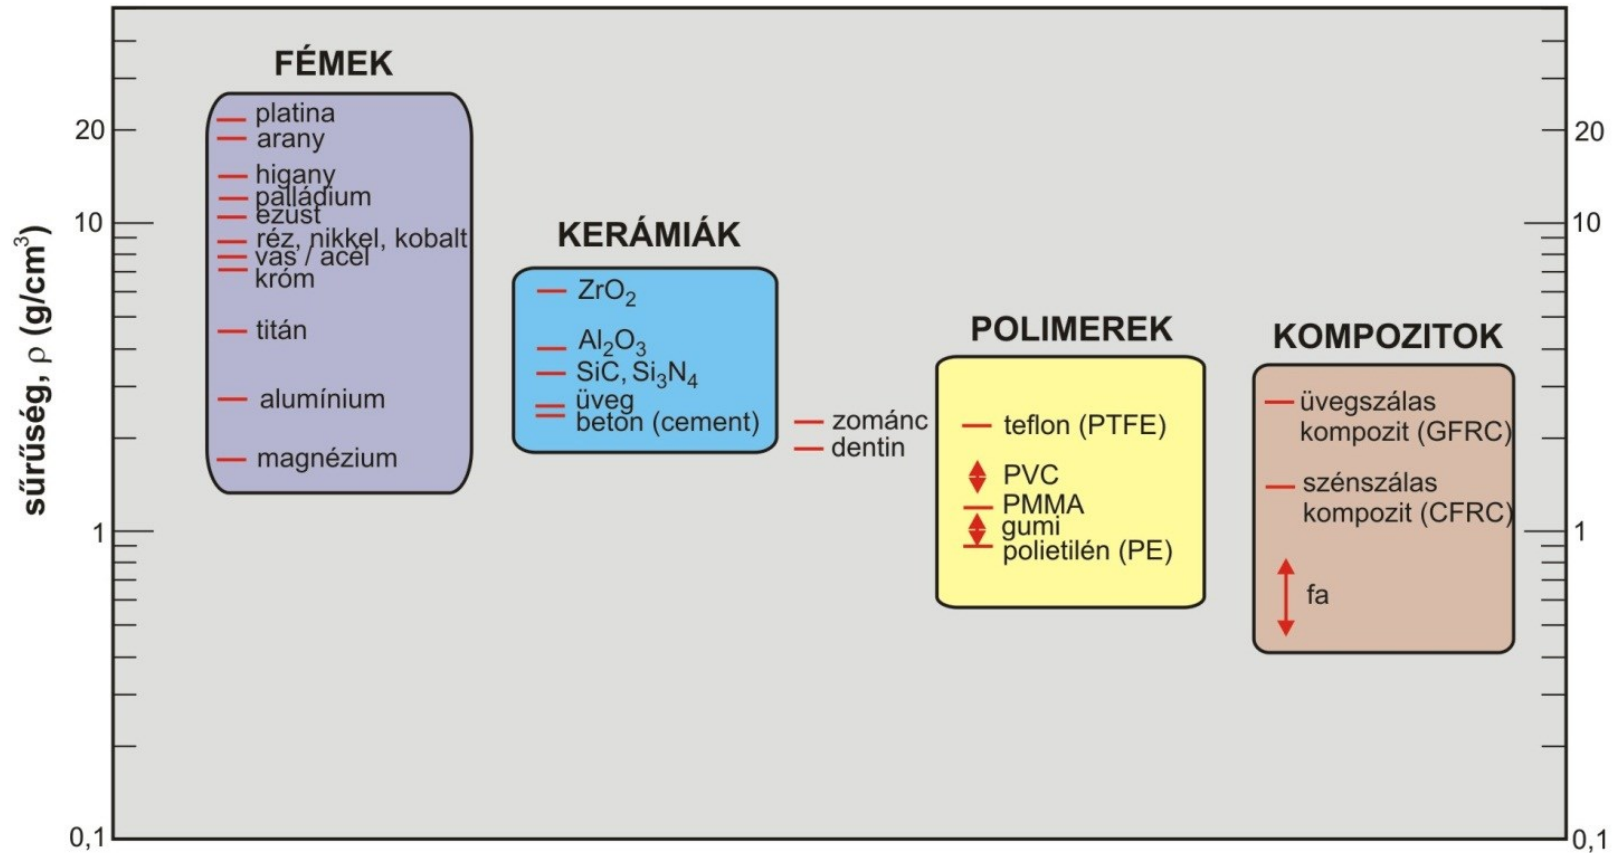 sűrűség, ρ (g/cm³)
20
10
1
0,1
FÉMEK
platina
arany
higany
palládium
ezüst
réz, nikkel, kobalt
vas / acél
króm
titán
alumínium
magnézium
KERÁMIÁK
ZrO₂
Al₂O₃
SiC, Si₃N₄
üveg
beton (cement)
zománc
dentin
POLIMEREK
teflon (PTFE)
PVC
PMMA
gumi
polietilén (PE)
KOMPOZITOK
üvegszálas
kompozit (GFRC)
szénszálas
kompozit (CFRC)
fa
20
10
1
0,1